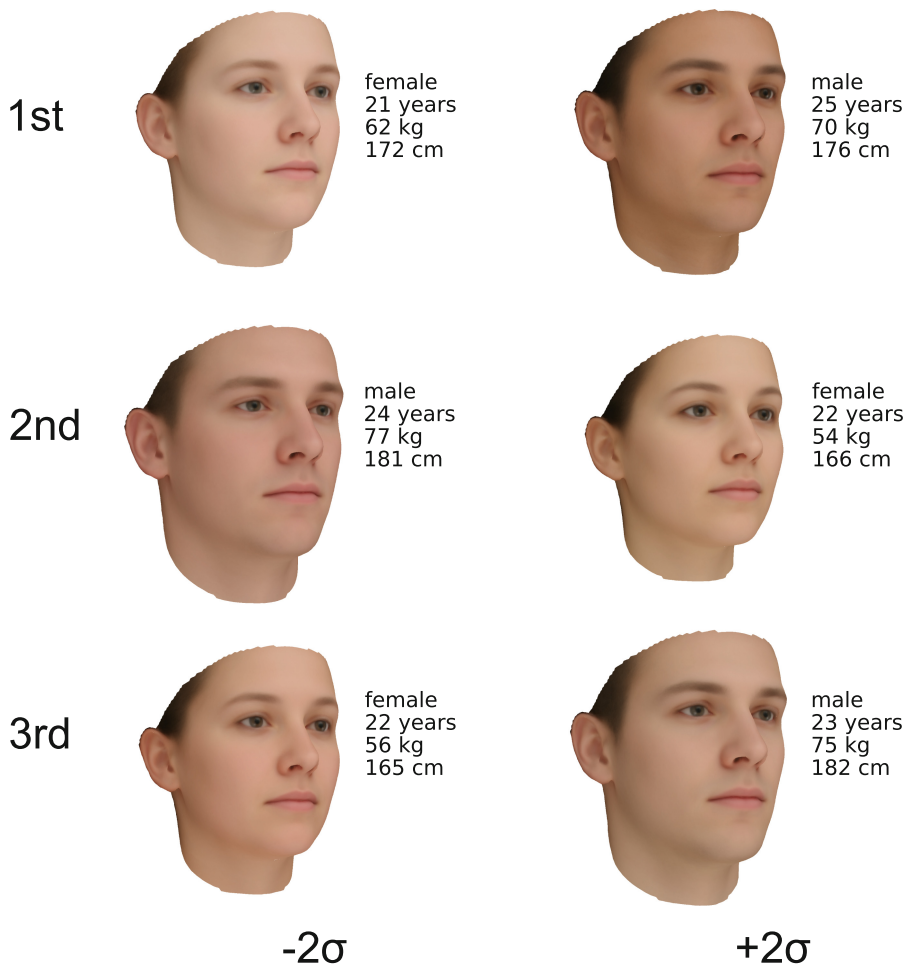 1st
female
21 years
62 kg
172 cm
male
25 years
70 kg
176 cm
2nd
male
24 years
77 kg
181 cm
female
22 years
54 kg
166 cm
3rd
female
22 years
56 kg
165 cm
male
23 years
75 kg
182 cm
-2σ
+2σ